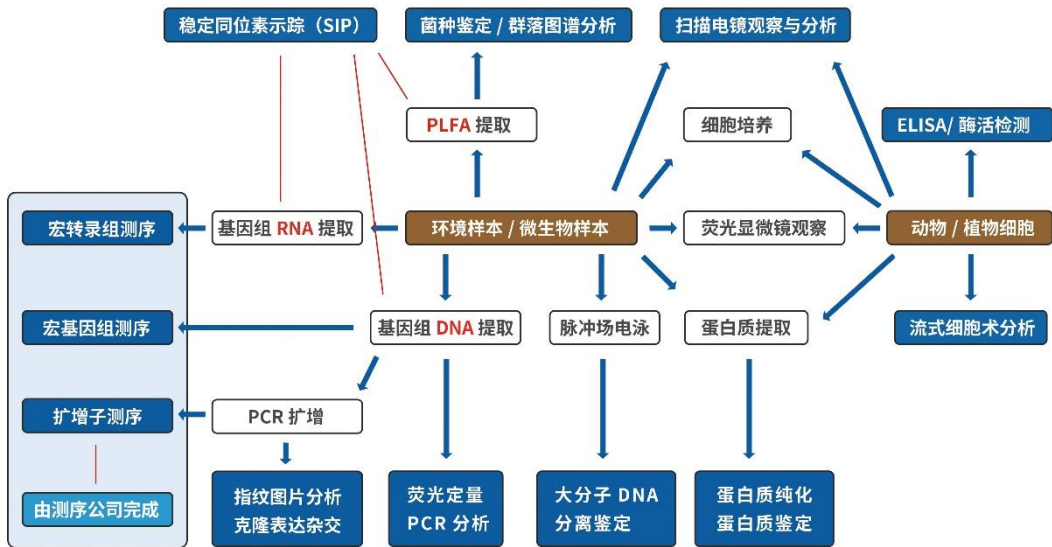 稳定同位素示踪（SIP）
菌种鉴定 / 群落图谱分析
扫描电镜观察与分析
PLFA 提取
细胞培养
ELISA/ 酶活检测
宏转录组测序
基因组 RNA 提取
环境样本 / 微生物样本
荧光显微镜观察
动物 / 植物细胞
宏基因组测序
基因组 DNA 提取
脉冲场电泳
蛋白质提取
流式细胞术分析
扩增子测序
PCR 扩增
由测序公司完成
指纹图片分析
克隆表达杂交
荧光定量
PCR 分析
大分子 DNA
分离鉴定
蛋白质纯化
蛋白质鉴定